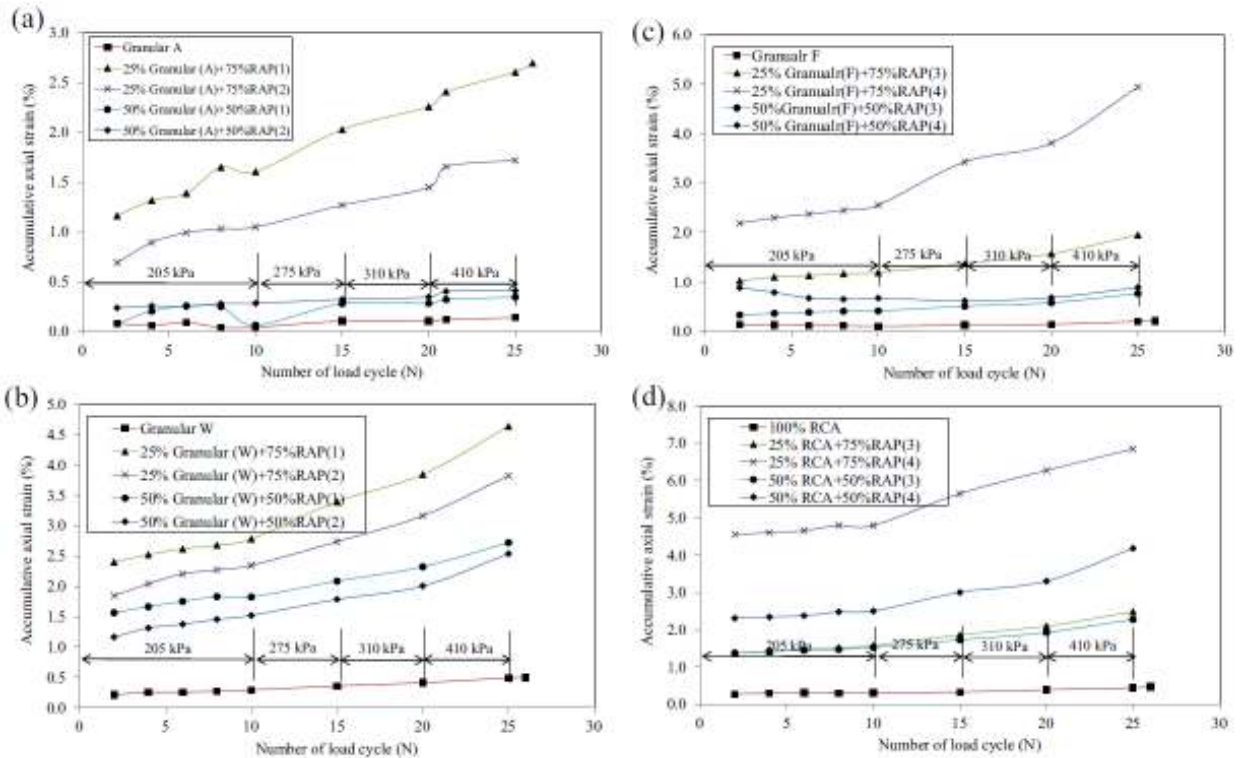 (a)
Accumulative axial strain (%)
3.0
2.5
2.0
1.5
1.0
0.5
0.0
Granular A
25% Granular (A)+75%RAP(1)
25% Granular (A)+75%RAP(2)
50% Granular (A)+50%RAP(1)
50% Granular (A)+50%RAP(2)
205 kPa
275 kPa
310 kPa
410 kPa
0 5 10 15 20 25 30
Number of load cycle (N)
(c)
Accumulative axial strain (%)
6.0
5.0
4.0
3.0
2.0
1.0
0.0
Granualr F
25% Granualr(F)+75%RAP(3)
25% Granualr(F)+75%RAP(4)
50%Granualr(F)+50%RAP(3)
50% Granualr(F)+50%RAP(4)
205 kPa
275 kPa
310 kPa
410 kPa
0 5 10 15 20 25 30
Number of load cycle (N)
(b)
Accumulative axial strain (%)
5.0
4.5
4.0
3.5
3.0
2.5
2.0
1.5
1.0
0.5
0.0
Granular W
25% Granular (W)+75%RAP(1)
25% Granular (W)+75%RAP(2)
50% Granular (W)+50%RAP(1)
50% Granular (W)+50%RAP(2)
205 kPa
275 kPa
310 kPa
410 kPa
0 5 10 15 20 25 30
Number of load cycle (N)
(d)
Accumulative axial strain (%)
8.0
7.0
6.0
5.0
4.0
3.0
2.0
1.0
0.0
100% RCA
25% RCA+75%RAP(3)
25% RCA+75%RAP(4)
50% RCA+50%RAP(3)
50% RCA+50%RAP(4)
205 kPa
275 kPa
310 kPa
410 kPa
0 5 10 15 20 25 30
Number of load cycle (N)